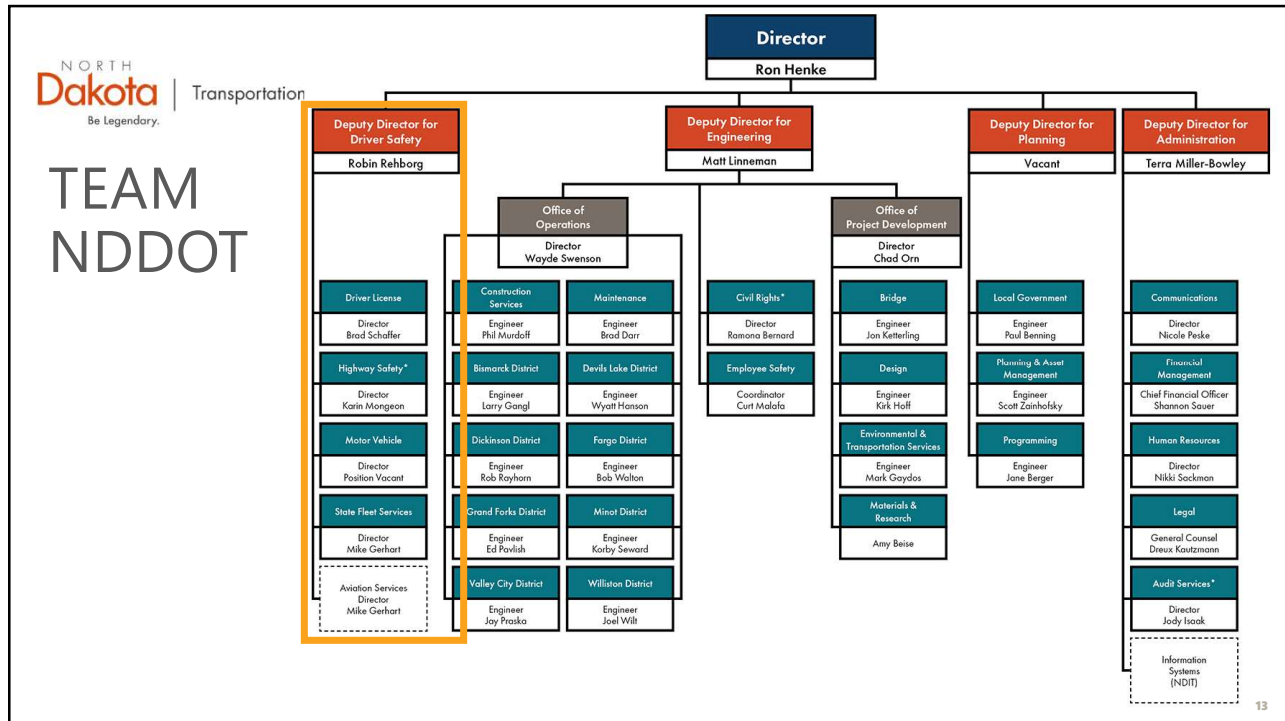 NORTH
Dakota
Be Legendary.
Transportation
TEAM
NDDOT
Director
Ron Henke
Deputy Director for
Driver Safety
Robin Rehborg
Driver License
Director
Brad Schaffer
Highway Safety*
Director
Karin Mongeon
Motor Vehicle
Director
Position Vacant
State Fleet Services
Director
Mike Gerhart
Aviation Services
Director
Mike Gerhart
Deputy Director for
Engineering
Matt Linneman
Office of
Operations
Director
Wayde Swenson
Construction
Services
Engineer
Phil Murdoff
Maintenance
Engineer
Brad Darr
Bismarck District
Engineer
Larry Gangl
Devils Lake District
Engineer
Wyatt Hanson
Dickinson District
Engineer
Rob Rayhorn
Fargo District
Engineer
Bob Walton
Grand Forks District
Engineer
Ed Pavlish
Minot District
Engineer
Korby Seward
Valley City District
Engineer
Jay Praska
Williston District
Engineer
Joel Wilt
Civil Rights*
Director
Ramona Bernard
Employee Safety
Coordinator
Curt Malafa
Office of
Project Development
Director
Chad Orn
Bridge
Engineer
Jon Ketterling
Design
Engineer
Kirk Hoff
Environmental &
Transportation Services
Engineer
Mark Gaydos
Materials &
Research
Amy Beise
Deputy Director for
Planning
Vacant
Local Government
Engineer
Paul Benning
Planning & Asset
Management
Engineer
Scott Zainhofsky
Programming
Engineer
Jane Berger
Deputy Director for
Administration
Terra Miller-Bowley
Communications
Director
Nicole Peske
Financial
Management
Chief Financial Officer
Shannon Sauer
Human Resources
Director
Nikki Sackman
Legal
General Counsel
Dreux Kautzmann
Audit Services*
Director
Jody Isaak
Information
Systems
(NDIT)
13